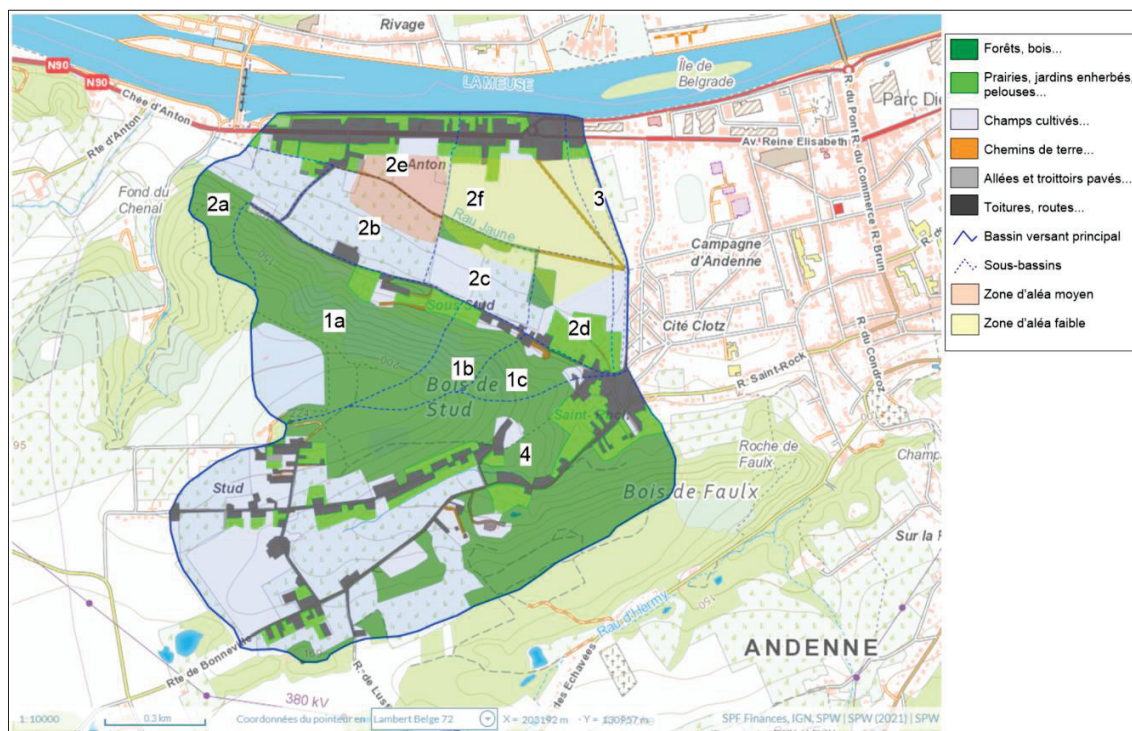 Rivage
N90
N90
Chée d'Anton
Rte d'Anton
LA MEUSE
Île de
Belgrade
R. du Pont
Parc Die
Av. Reine Elisabeth
R. du Commerce
R. Brun
Fond du
Chenal
2a
2e
Anton
2f
3
2b
Rau Jaune
2c
Campagne
d'Andenne
Sous Stud
2d
Cité Clotz
1a
1b
1c
Bois de
Stud
R. Saint-Rock
R. du Condroz
95
4
Roche de
Faulx
Champ
Stud
Bois de Faulx
Sur la
Rau d'Hermy
150
Rte de Bonneville
R. de Lus
des Echavées
ANDENNE
380 kV
1: 10000
0.3 km
Coordonnées du pointeur en
Lambert Belge 72
X = 203192 m - Y = 130957 m
SPF Finances, IGN, SPW | SPW (2021) | SPW
Forêts, bois...
Prairies, jardins enherbés,
pelouses...
Champs cultivés...
Chemins de terre...
Allées et troittoirs pavés...
Toitures, routes...
Bassin versant principal
Sous-bassins
Zone d'aléa moyen
Zone d'aléa faible